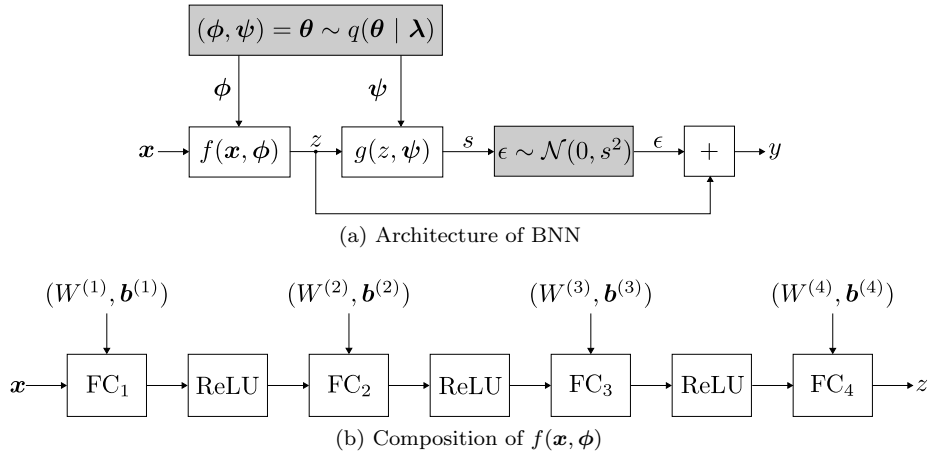 (ϕ, ψ) = θ ∼ q(θ | λ)
ϕ ψ
x f(x, ϕ) z g(z, ψ) s ϵ ∼ 𝒩(0, s²) ϵ + y
(a) Architecture of BNN
(W⁽¹⁾, b⁽¹⁾) (W⁽²⁾, b⁽²⁾) (W⁽³⁾, b⁽³⁾) (W⁽⁴⁾, b⁽⁴⁾)
x FC₁ ReLU FC₂ ReLU FC₃ ReLU FC₄ z
(b) Composition of f(x, ϕ)